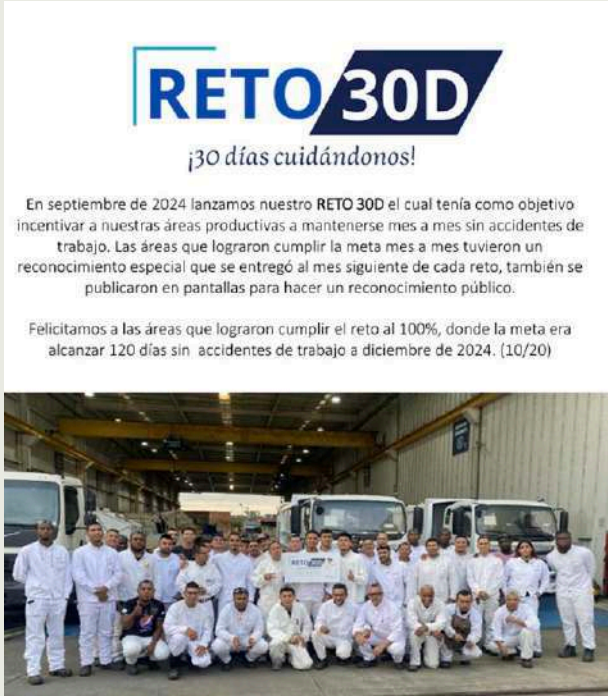 RETO 30D
¡30 días cuidándonos!
En septiembre de 2024 lanzamos nuestro RETO 30D el cual tenía como objetivo
incentivar a nuestras áreas productivas a mantenerse mes a mes sin accidentes de
trabajo. Las áreas que lograron cumplir la meta mes a mes tuvieron un
reconocimiento especial que se entregó al mes siguiente de cada reto, también se
publicaron en pantallas para hacer un reconocimiento público.
Felicitamos a las áreas que lograron cumplir el reto al 100%, donde la meta era
alcanzar 120 días sin accidentes de trabajo a diciembre de 2024. (10/20)
RETO 30D